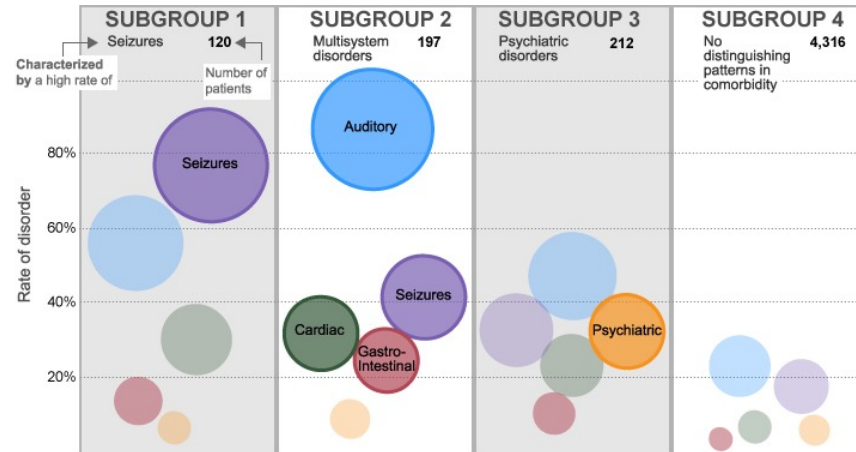 SUBGROUP 1
Seizures 120
Characterized
by a high rate of
Number of
patients
SUBGROUP 2
Multisystem 197
disorders
SUBGROUP 3
Psychiatric 212
disorders
SUBGROUP 4
No 4,316
distinguishing
patterns in
comorbidity
Rate of disorder
80%
60%
40%
20%
Seizures
Auditory
Cardiac
Gastro-
Intestinal
Seizures
Psychiatric